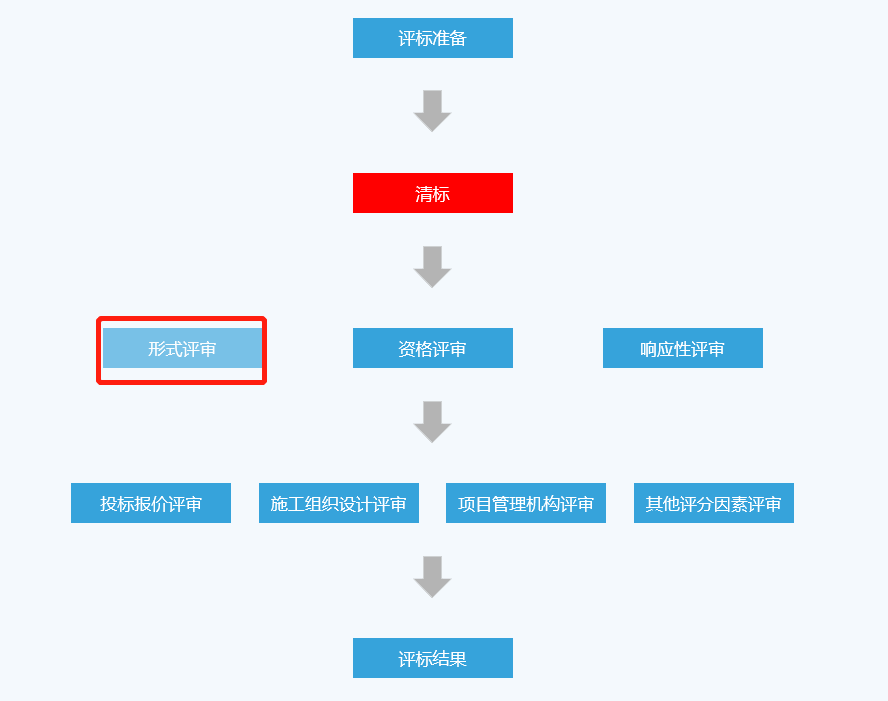 评标准备
清标
形式评审
资格评审
响应性评审
投标报价评审
施工组织设计评审
项目管理机构评审
其他评分因素评审
评标结果